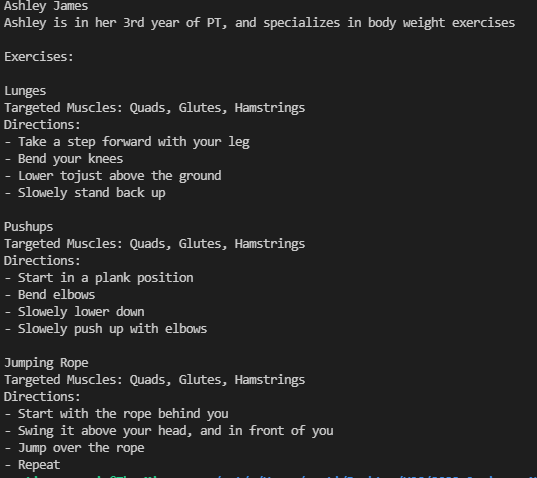 Ashley James
Ashley is in her 3rd year of PT, and specializes in body weight exercises
Exercises:
Lunges
Targeted Muscles: Quads, Glutes, Hamstrings
Directions:
- Take a step forward with your leg
- Bend your knees
- Lower tojust above the ground
- Slowely stand back up
Pushups
Targeted Muscles: Quads, Glutes, Hamstrings
Directions:
- Start in a plank position
- Bend elbows
- Slowely lower down
- Slowely push up with elbows
Jumping Rope
Targeted Muscles: Quads, Glutes, Hamstrings
Directions:
- Start with the rope behind you
- Swing it above your head, and in front of you
- Jump over the rope
- Repeat